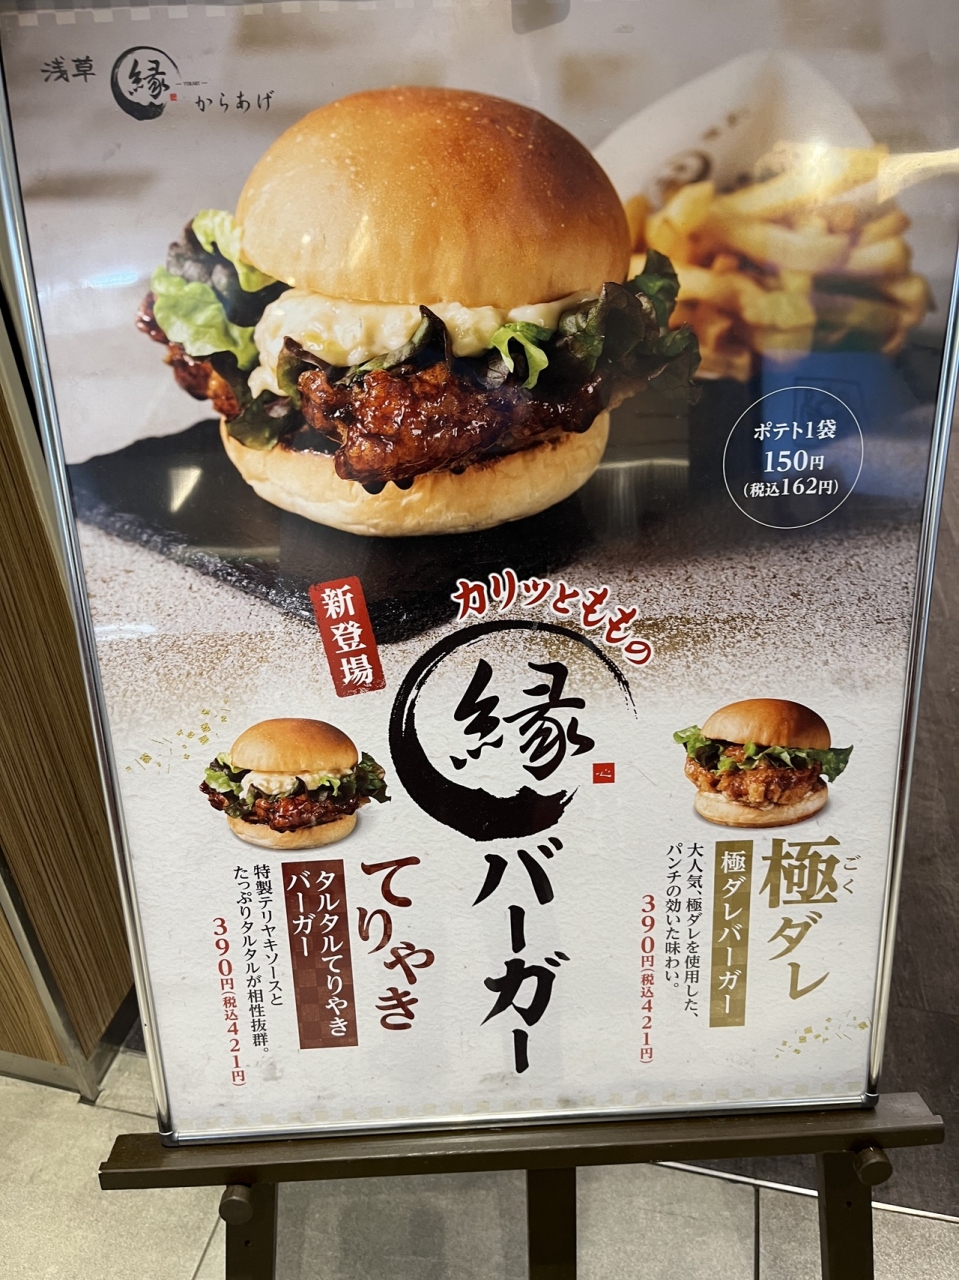 浅草
縁
からあげ
ポテト1袋
150円
(税込162円)
新登場
カリッとももの
縁
心
バーガー
極ダレ
ごく
極ダレバーガー
大人気、極ダレを使用した、
パンチの効いた味わい。
390円(税込421円)
てりやき
タルタルてりやき
バーガー
特製テリヤキソースと
たっぷりタルタルが相性抜群。
390円(税込421円)